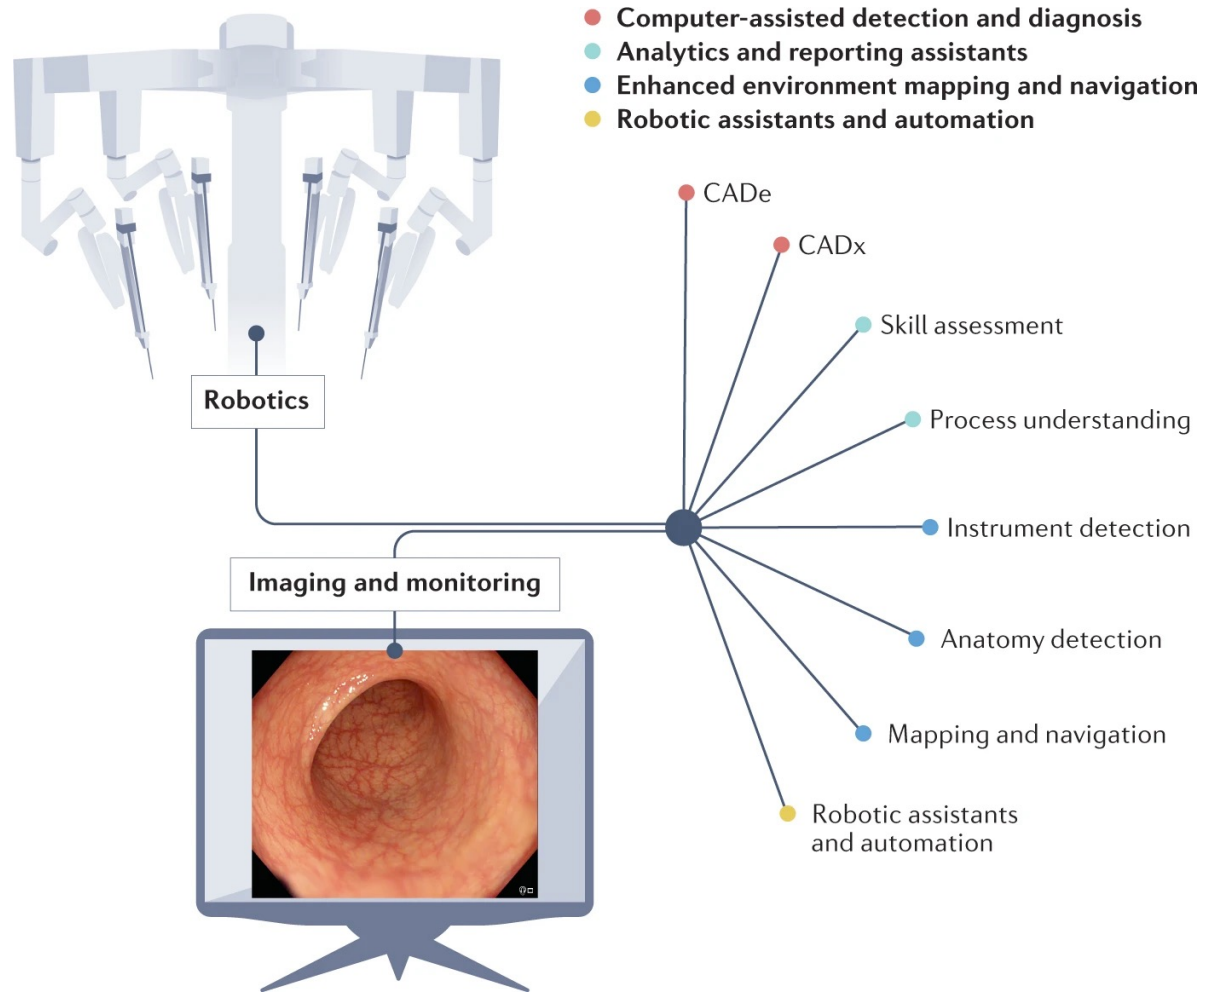 Computer-assisted detection and diagnosis
Analytics and reporting assistants
Enhanced environment mapping and navigation
Robotic assistants and automation
CADe
CADx
Skill assessment
Process understanding
Instrument detection
Anatomy detection
Mapping and navigation
Robotic assistants
and automation
Robotics
Imaging and monitoring